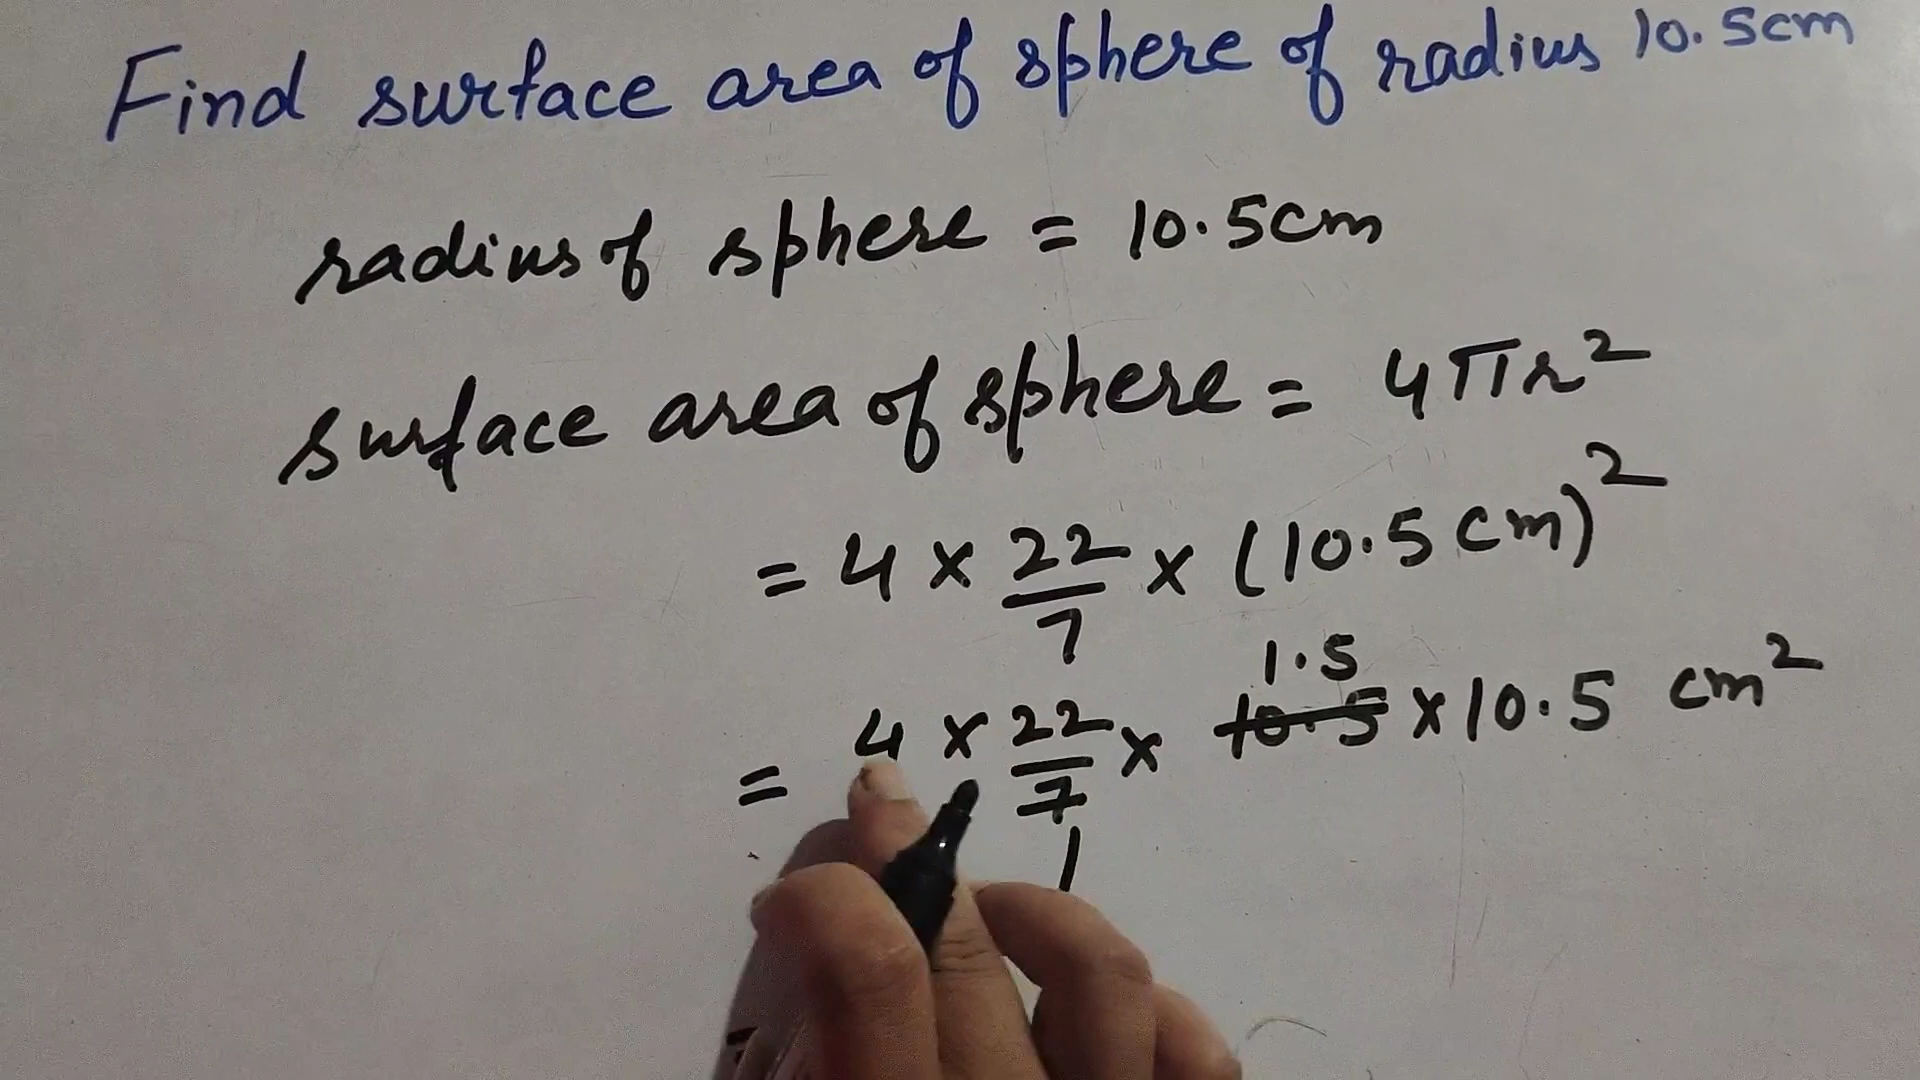 Find surface area of sphere of radius 10.5cm
radius of sphere = 10.5cm
surface area of sphere = 4πr²
= 4 × 22/7 × (10.5 cm)²
1.5
= 4 × 22/7 × 10.5 × 10.5 cm²
1